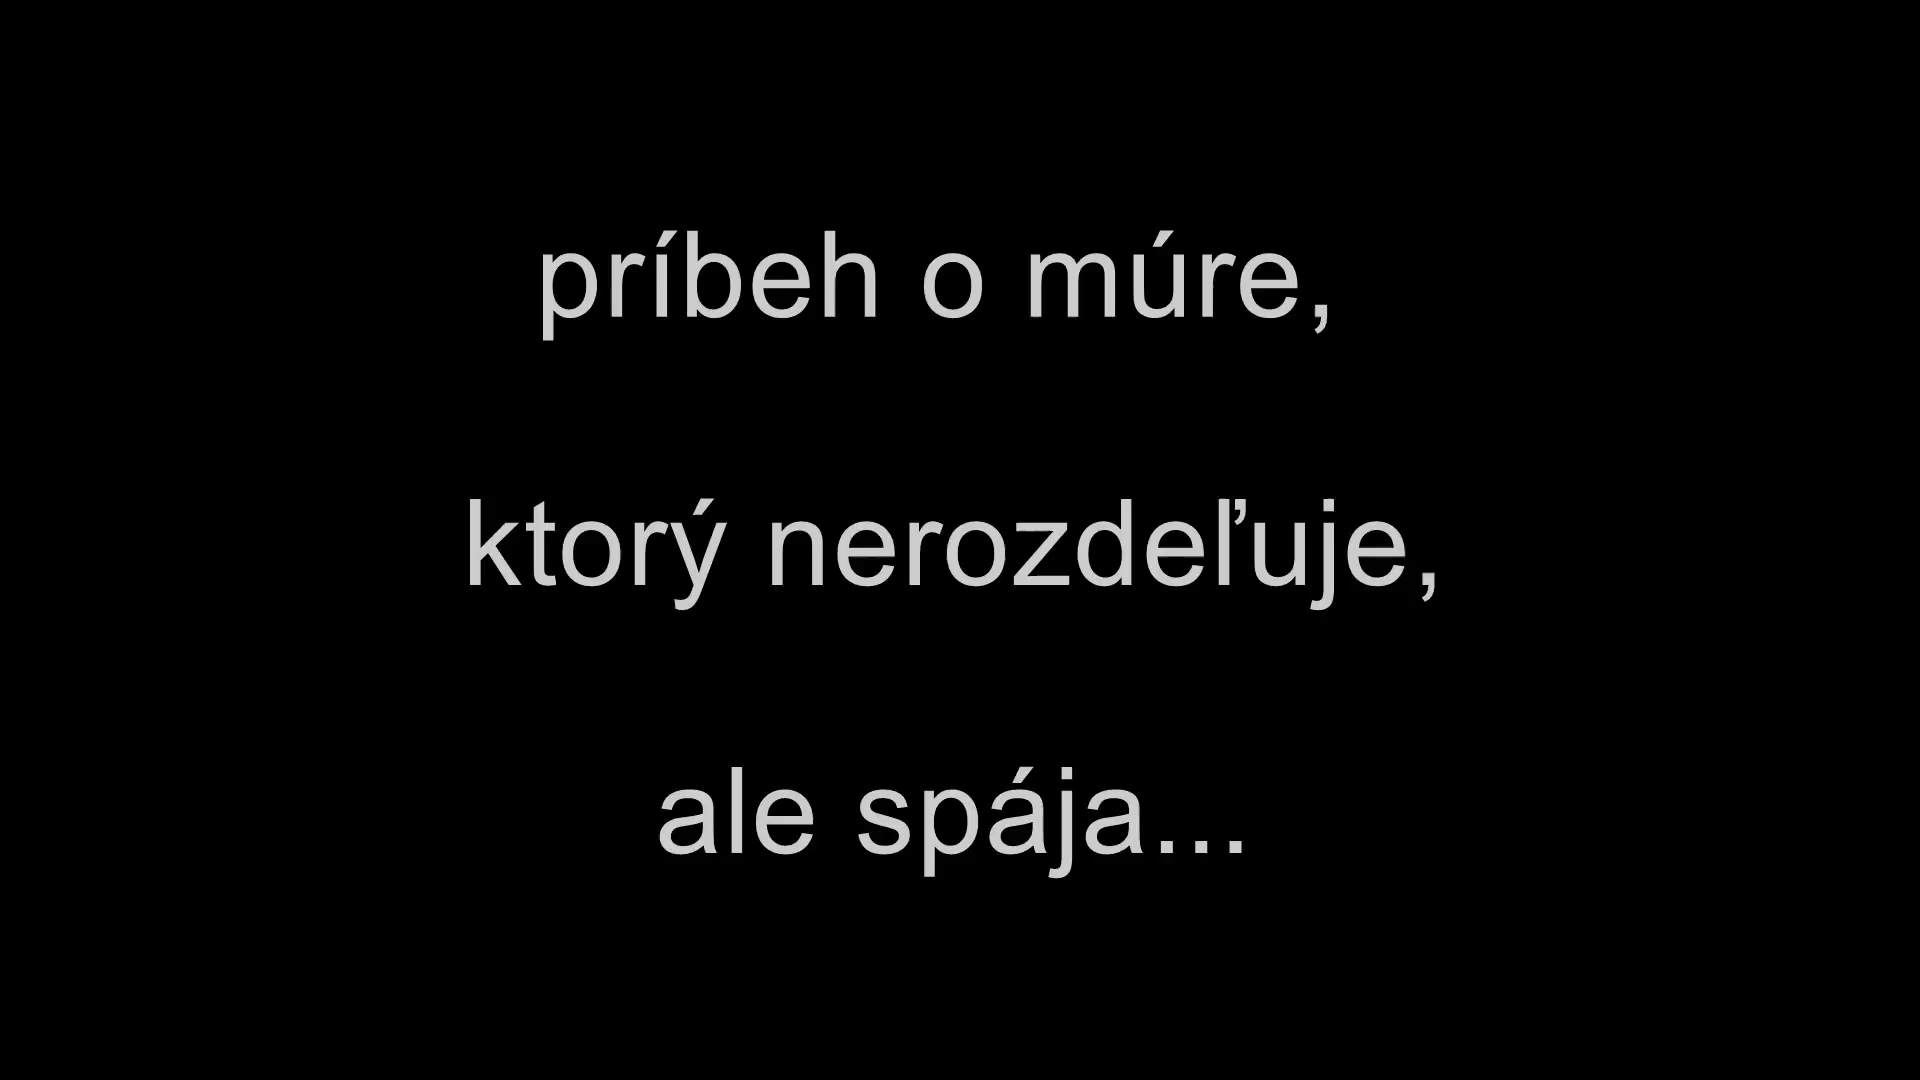 príbeh o múre,
ktorý nerozdeľuje,
ale spája...